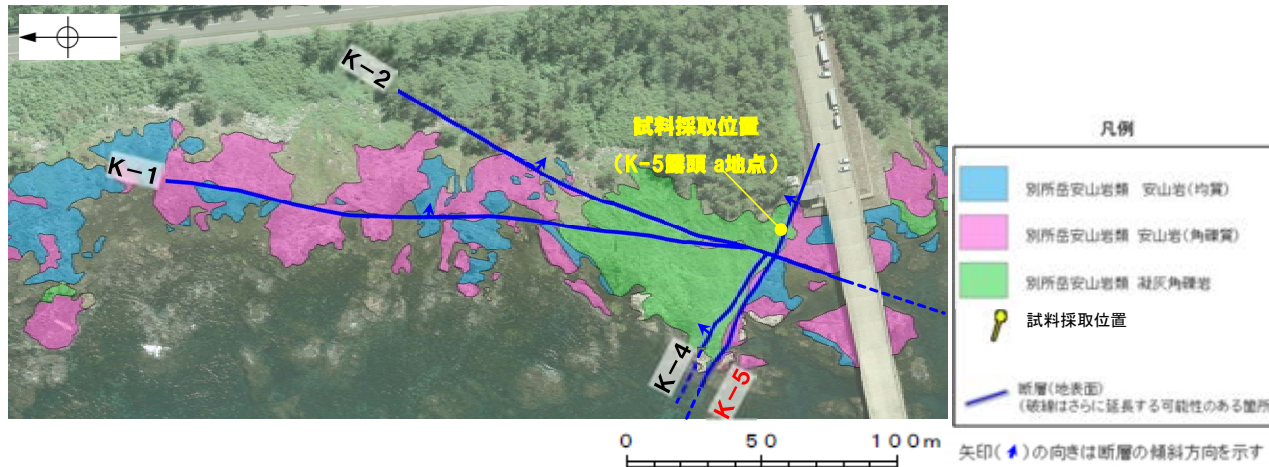 K-2
試料採取位置
(K-5露頭 a地点)
K-1
K-4
K-5
0 50 100m
凡例
別所岳安山岩類 安山岩(均質)
別所岳安山岩類 安山岩(角礫質)
別所岳安山岩類 凝灰角礫岩
試料採取位置
断層(地表面)
(破線はさらに延長する可能性のある箇所
矢印( )の向きは断層の傾斜方向を示す